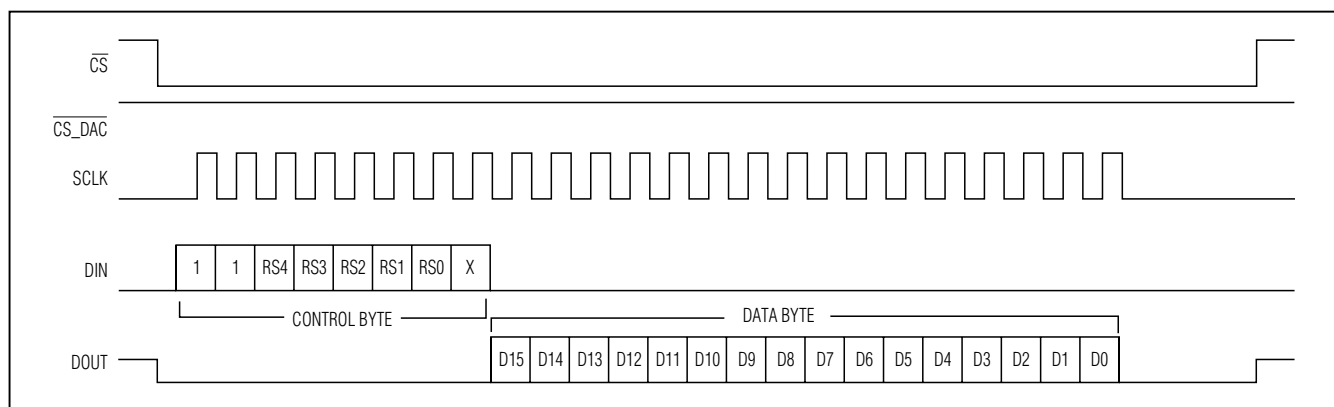 CS
CS_DAC
SCLK
DIN
1 1 RS4 RS3 RS2 RS1 RS0 X
CONTROL BYTE
DATA BYTE
DOUT
D15 D14 D13 D12 D11 D10 D9 D8 D7 D6 D5 D4 D3 D2 D1 D0